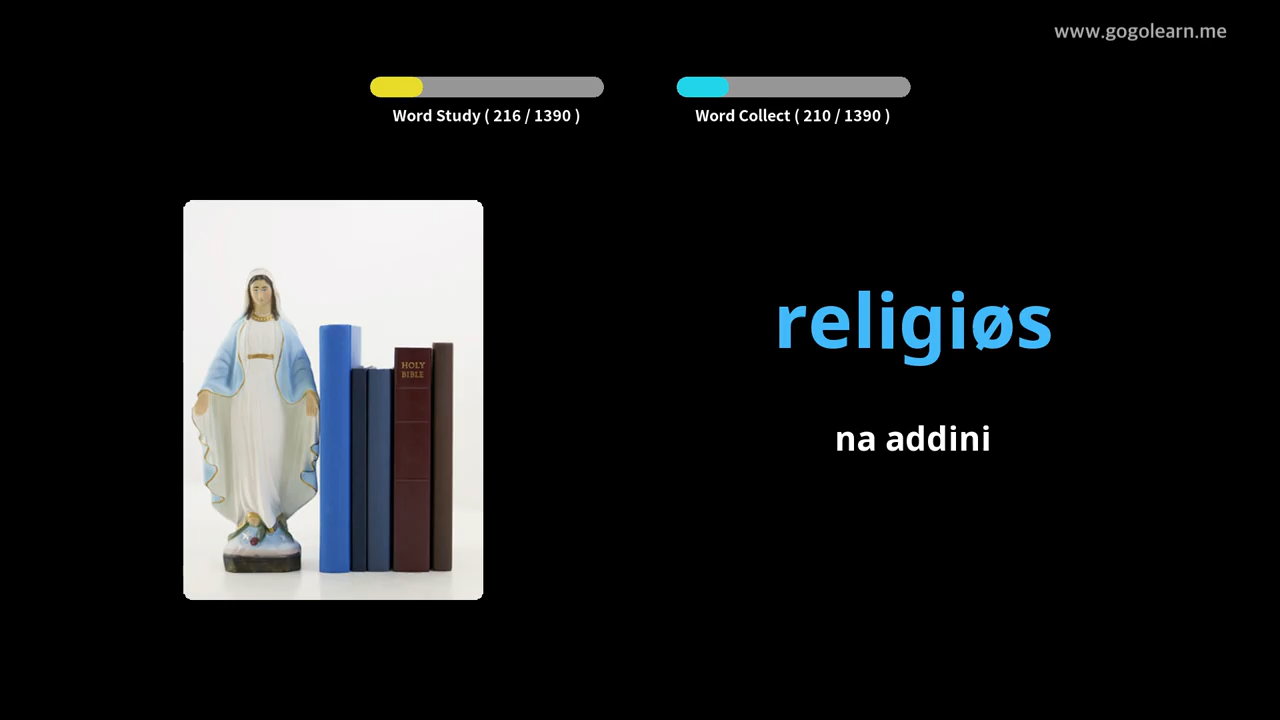 www.gogolearn.me
Word Study ( 216 / 1390 )
Word Collect ( 210 / 1390 )
HOLY
BIBLE
religiøs
na addini